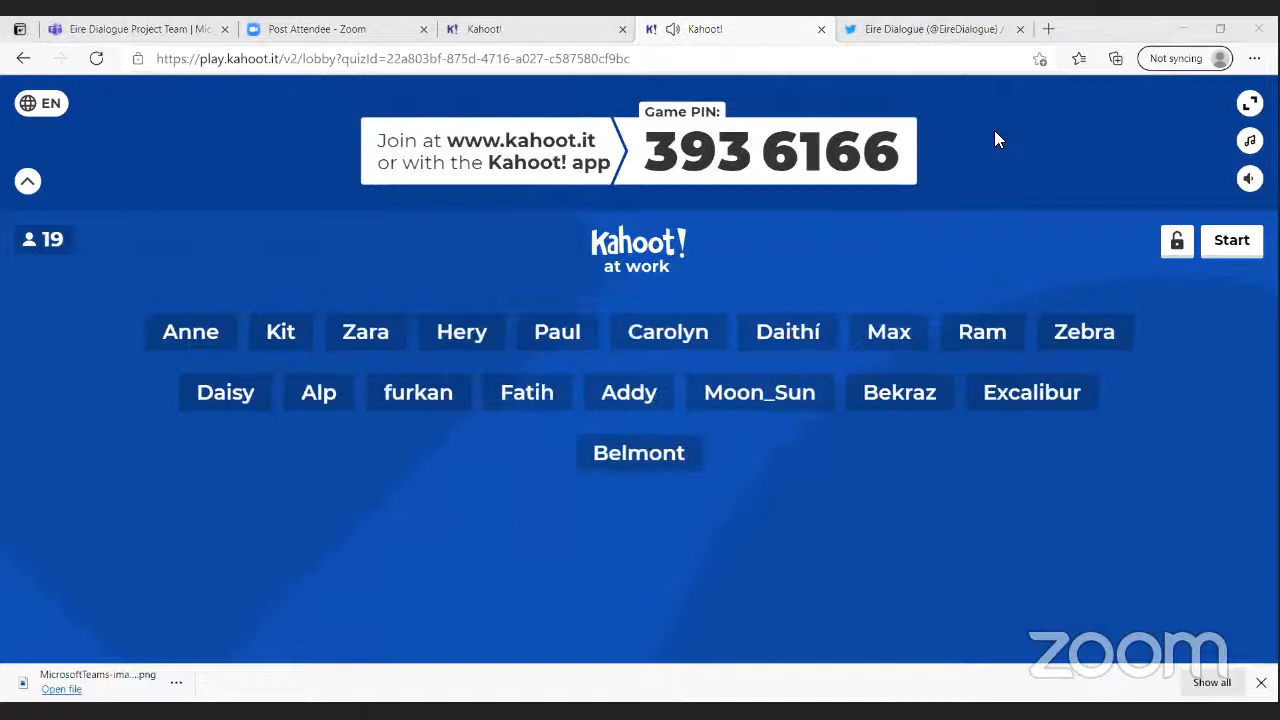 Eire Dialogue Project Team | Mic
Post Attendee - Zoom
Kahoot!
Kahoot!
Eire Dialogue (@EireDialogue) /
https://play.kahoot.it/v2/lobby?quizId=22a803bf-875d-4716-a027-c587580cf9bc
Not syncing
EN
Game PIN:
Join at www.kahoot.it
or with the Kahoot! app
393 6166
19
Kahoot!
at work
Start
Anne Kit Zara Hery Paul Carolyn Daithí Max Ram Zebra
Daisy Alp furkan Fatih Addy Moon_Sun Bekraz Excalibur
Belmont
zoom
MicrosoftTeams-ima....png
Open file
Show all